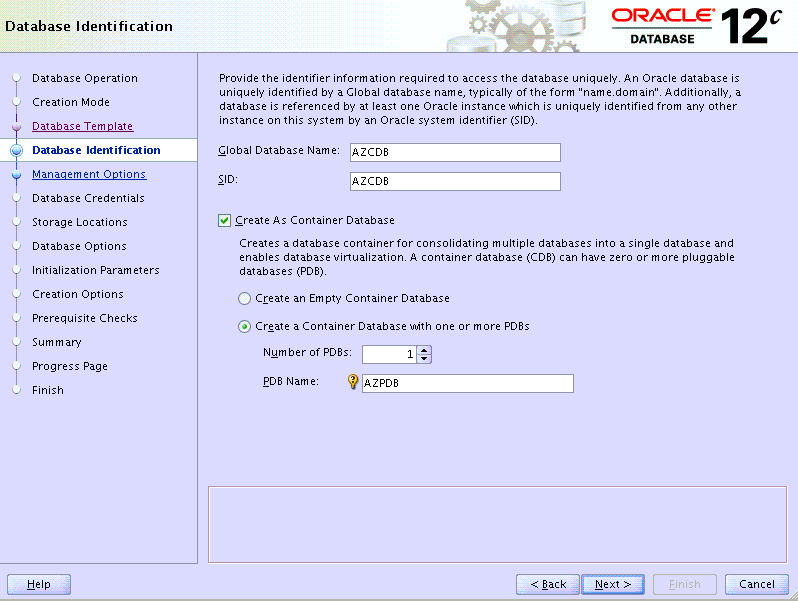 Database Identification
ORACLE
DATABASE
12c
Database Operation
Creation Mode
Database Template
Database Identification
Management Options
Database Credentials
Storage Locations
Database Options
Initialization Parameters
Creation Options
Prerequisite Checks
Summary
Progress Page
Finish
Provide the identifier information required to access the database uniquely. An Oracle database is
uniquely identified by a Global database name, typically of the form "name.domain". Additionally, a
database is referenced by at least one Oracle instance which is uniquely identified from any other
instance on this system by an Oracle system identifier (SID).
Global Database Name: AZCDB
SID: AZCDB
Create As Container Database
Creates a database container for consolidating multiple databases into a single database and
enables database virtualization. A container database (CDB) can have zero or more pluggable
databases (PDB).
Create an Empty Container Database
Create a Container Database with one or more PDBs
Number of PDBs: 1
PDB Name: AZPDB
Help
< Back
Next >
Finish
Cancel